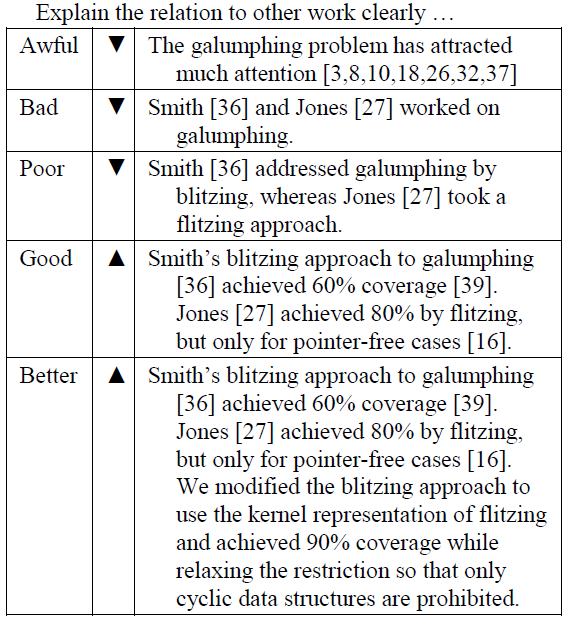 Explain the relation to other work clearly …
Awful ▼ The galumphing problem has attracted
much attention [3,8,10,18,26,32,37]
Bad ▼ Smith [36] and Jones [27] worked on
galumphing.
Poor ▼ Smith [36] addressed galumphing by
blitzing, whereas Jones [27] took a
flitzing approach.
Good ▲ Smith’s blitzing approach to galumphing
[36] achieved 60% coverage [39].
Jones [27] achieved 80% by flitzing,
but only for pointer-free cases [16].
Better ▲ Smith’s blitzing approach to galumphing
[36] achieved 60% coverage [39].
Jones [27] achieved 80% by flitzing,
but only for pointer-free cases [16].
We modified the blitzing approach to
use the kernel representation of flitzing
and achieved 90% coverage while
relaxing the restriction so that only
cyclic data structures are prohibited.